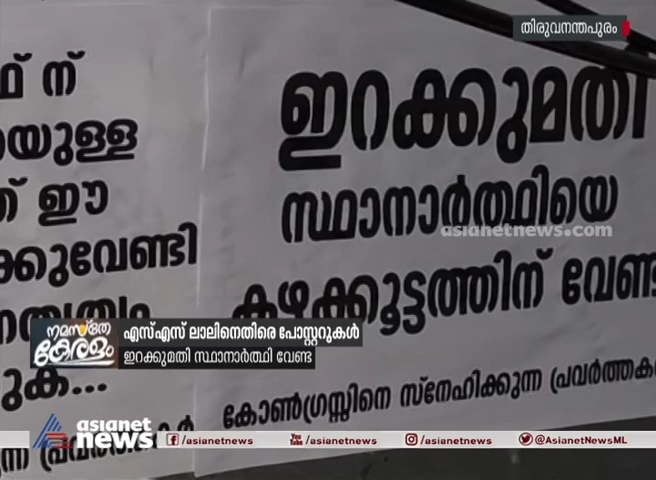 തിരുവനന്തപുരം
ന്
യുള്ള
ഈ
ക്കുവേണ്ടി
ഇറക്കുമതി
സ്ഥാനാർത്ഥിയെ
കഴക്കൂട്ടത്തിന് വേണ്ട
കോൺഗ്രസ്സിനെ സ്നേഹിക്കുന്ന പ്രവർത്തകർ
asianetnews.com
നമസ്തേ
കേരളം
എസ്എസ് ലാലിനെതിരെ പോസ്റ്ററുകൾ
ഇറക്കുമതി സ്ഥാനാർത്ഥി വേണ്ട
asianet
news
/asianetnews
/asianetnews
/asianetnews
@AsianetNewsML